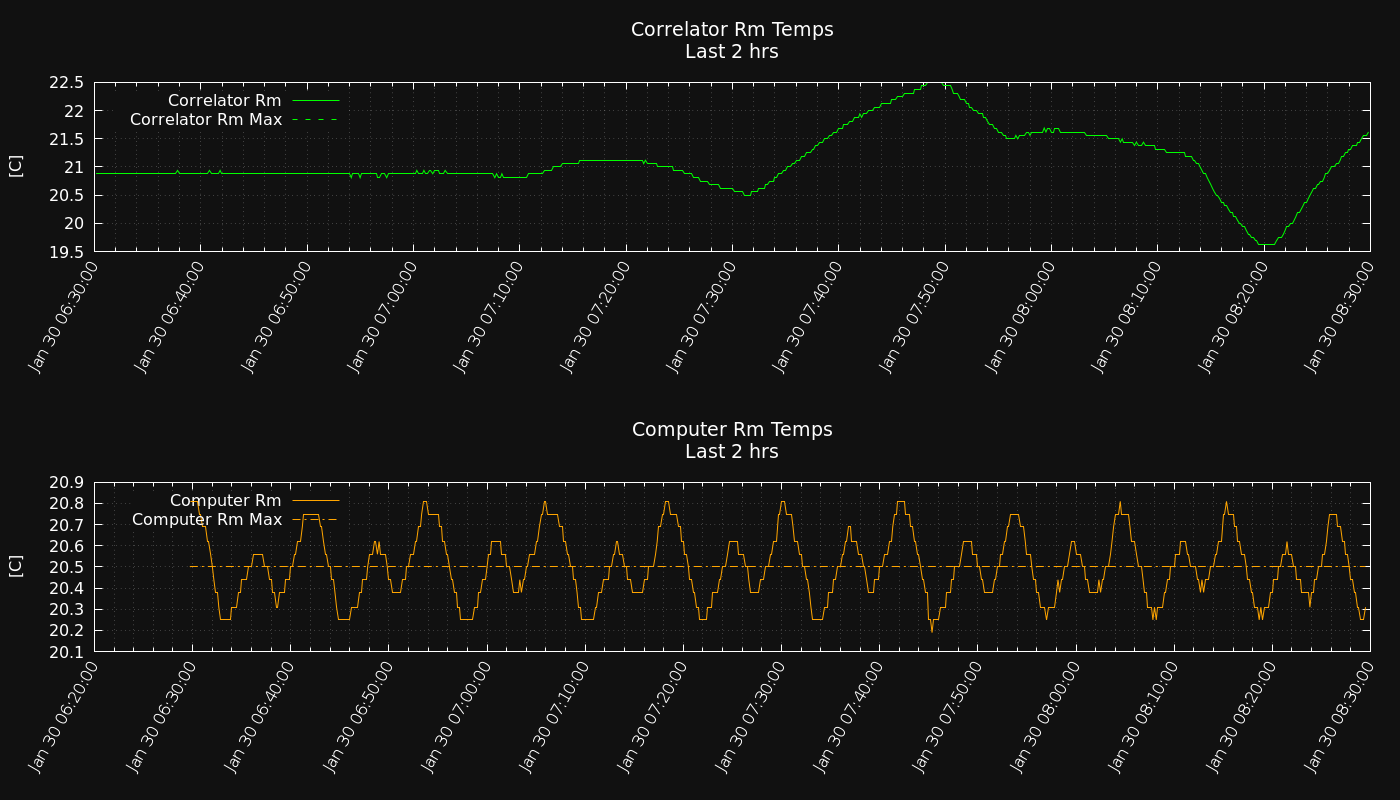 Correlator Rm Temps
Last 2 hrs
22.5
22
21.5
21
20.5
20
19.5
[C]
Correlator Rm
Correlator Rm Max
Jan 30 06:30:00
Jan 30 06:40:00
Jan 30 06:50:00
Jan 30 07:00:00
Jan 30 07:10:00
Jan 30 07:20:00
Jan 30 07:30:00
Jan 30 07:40:00
Jan 30 07:50:00
Jan 30 08:00:00
Jan 30 08:10:00
Jan 30 08:20:00
Jan 30 08:30:00
Computer Rm Temps
Last 2 hrs
20.9
20.8
20.7
20.6
20.5
20.4
20.3
20.2
20.1
[C]
Computer Rm
Computer Rm Max
Jan 30 06:20:00
Jan 30 06:30:00
Jan 30 06:40:00
Jan 30 06:50:00
Jan 30 07:00:00
Jan 30 07:10:00
Jan 30 07:20:00
Jan 30 07:30:00
Jan 30 07:40:00
Jan 30 07:50:00
Jan 30 08:00:00
Jan 30 08:10:00
Jan 30 08:20:00
Jan 30 08:30:00